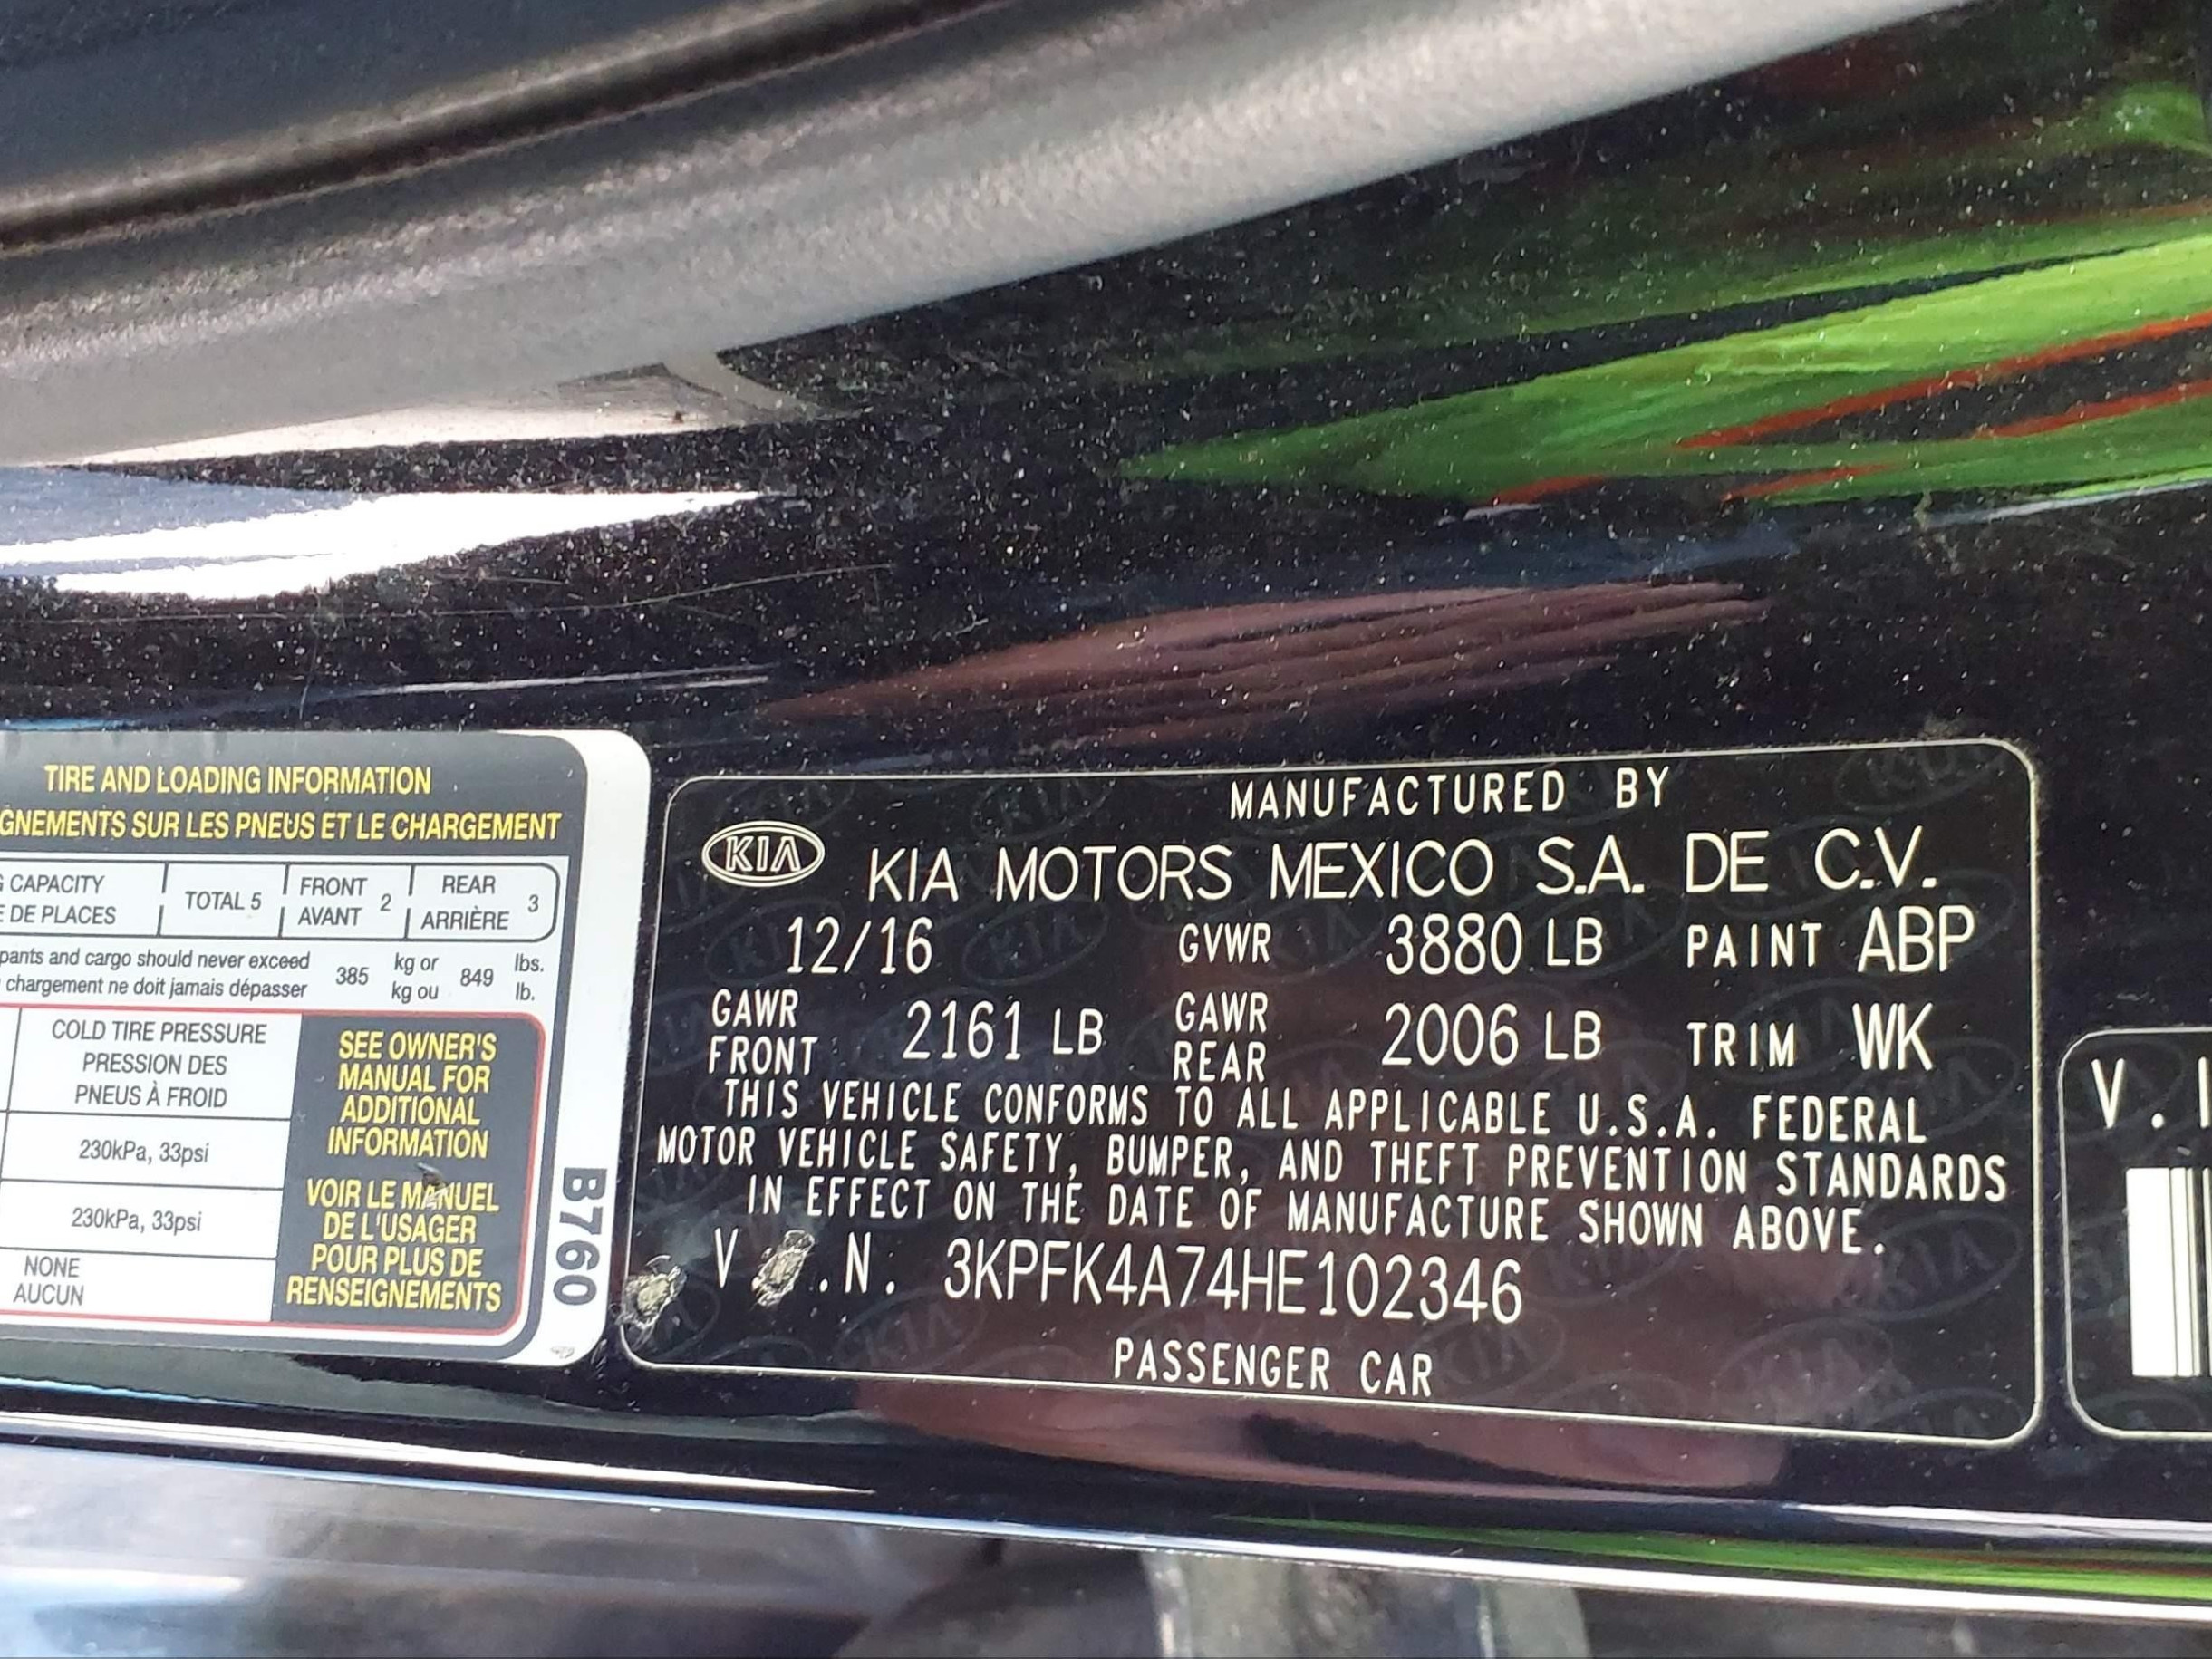 TIRE AND LOADING INFORMATION
GNEMENTS SUR LES PNEUS ET LE CHARGEMENT
CAPACITY
DE PLACES
TOTAL 5
FRONT
AVANT
2
REAR
ARRIÈRE
3
pants and cargo should never exceed
chargement ne doit jamais dépasser
385
kg or
kg ou
849
lbs.
lb.
COLD TIRE PRESSURE
PRESSION DES
PNEUS À FROID
230kPa, 33psi
230kPa, 33psi
NONE
AUCUN
SEE OWNER'S
MANUAL FOR
ADDITIONAL
INFORMATION
VOIR LE MANUEL
DE L'USAGER
POUR PLUS DE
RENSEIGNEMENTS
B760
MANUFACTURED BY
KIA
KIA MOTORS MEXICO S.A. DE C.V.
12/16 GVWR 3880 LB PAINT ABP
GAWR FRONT 2161 LB GAWR REAR 2006 LB TRIM WK
THIS VEHICLE CONFORMS TO ALL APPLICABLE U.S.A. FEDERAL
MOTOR VEHICLE SAFETY, BUMPER, AND THEFT PREVENTION STANDARDS
IN EFFECT ON THE DATE OF MANUFACTURE SHOWN ABOVE.
V .N. 3KPFK4A74HE102346
PASSENGER CAR
V.